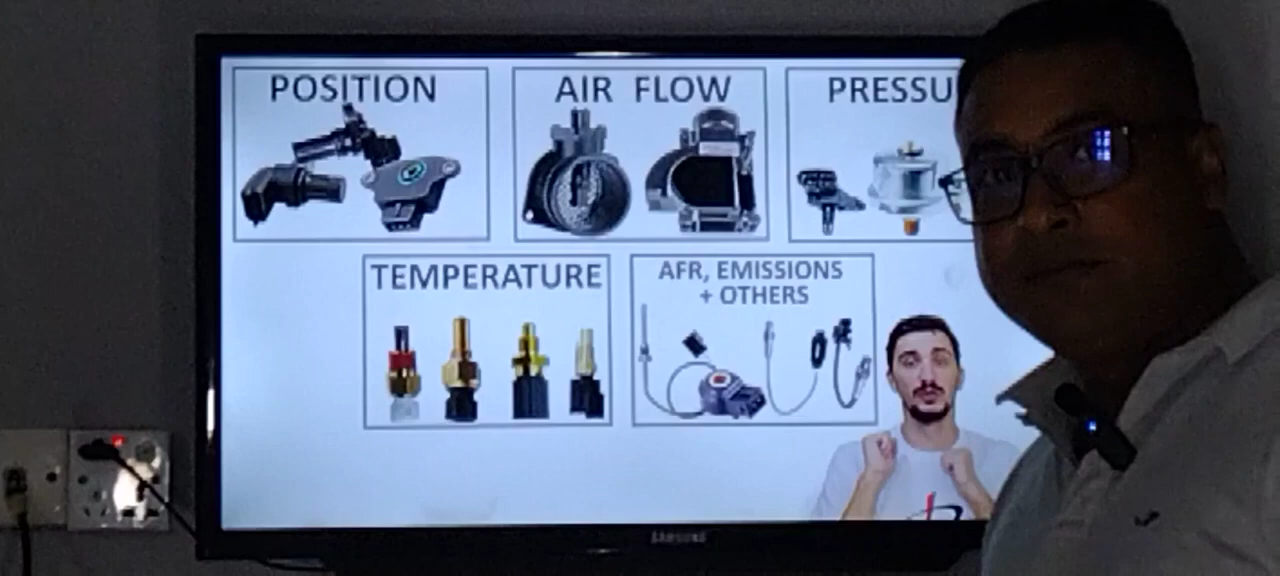 POSITION
AIR FLOW
PRESSU
TEMPERATURE
AFR, EMISSIONS
+ OTHERS
SAMSUNG